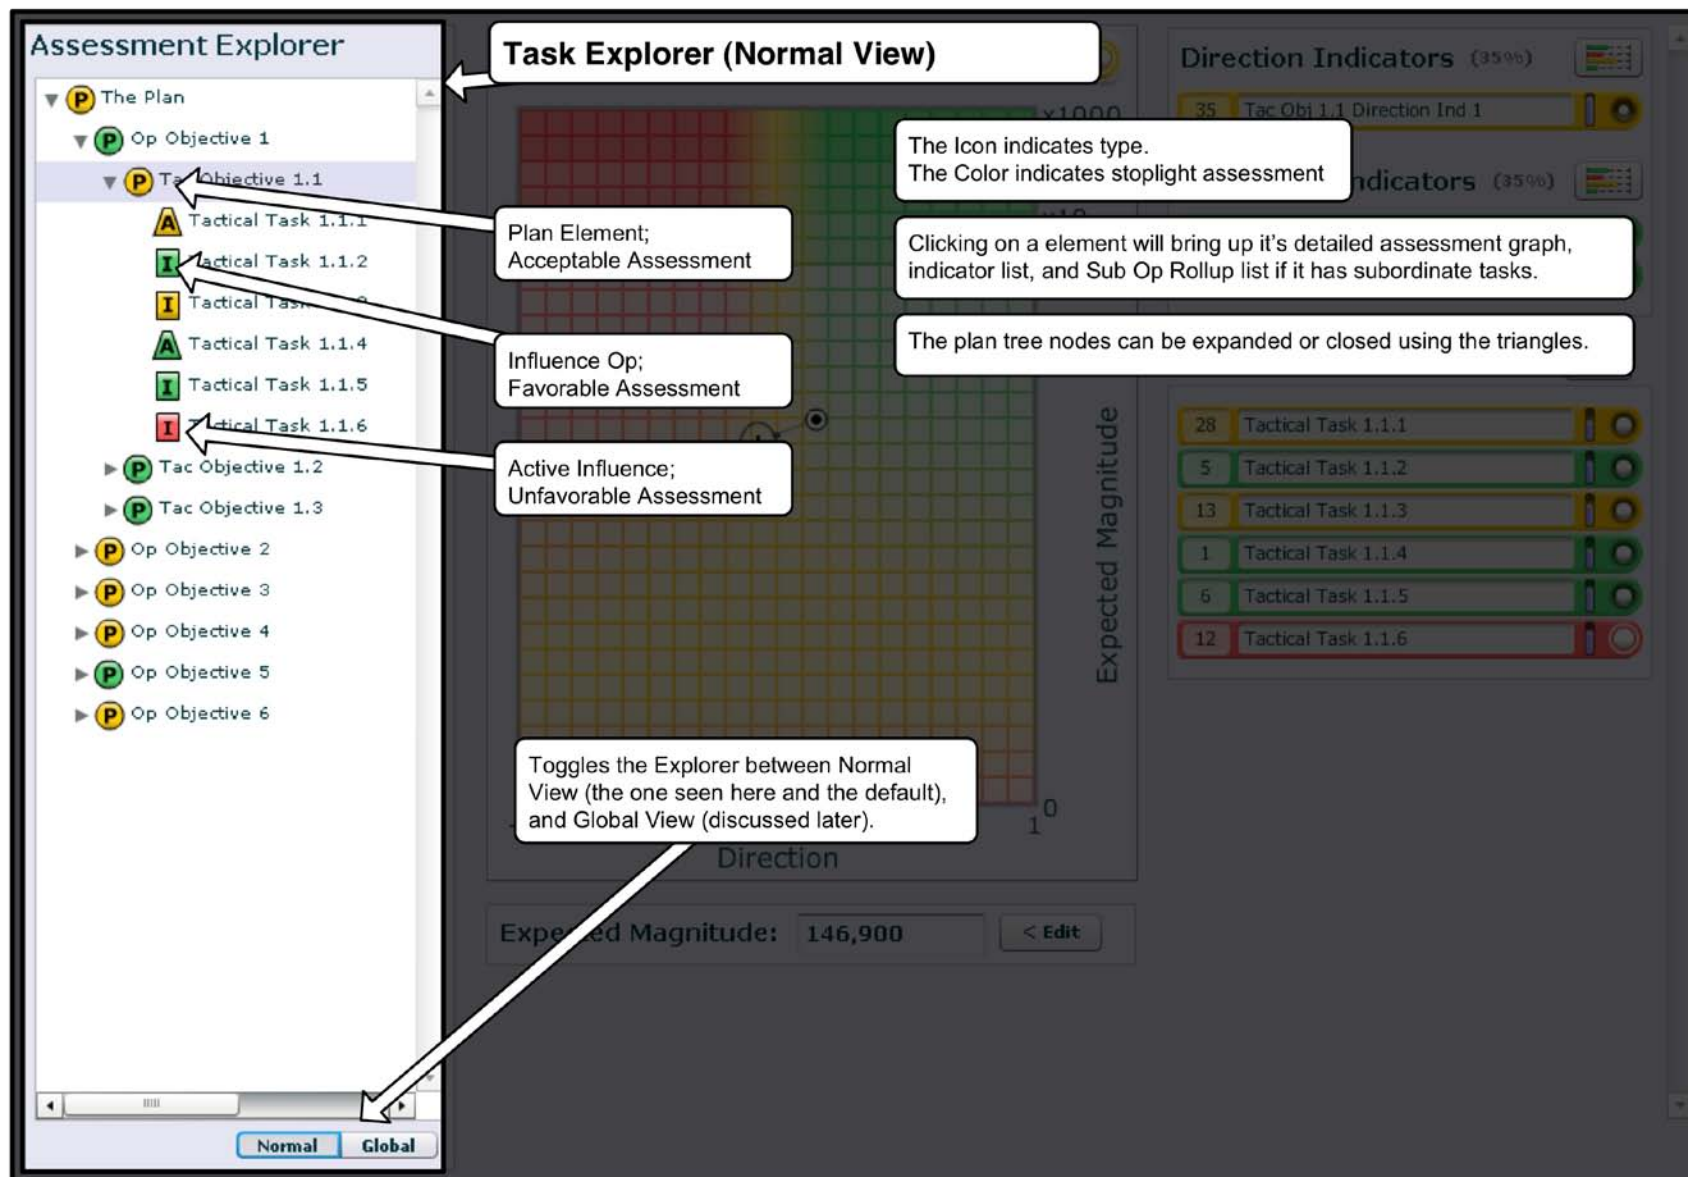 Assessment Explorer
P The Plan
P Op Objective 1
P Tac Objective 1.1
A Tactical Task 1.1.1
I Tactical Task 1.1.2
I Tactical Task
A Tactical Task 1.1.4
I Tactical Task 1.1.5
I Tactical Task 1.1.6
P Tac Objective 1.2
P Tac Objective 1.3
P Op Objective 2
P Op Objective 3
P Op Objective 4
P Op Objective 5
P Op Objective 6
Normal Global
Task Explorer (Normal View)
Plan Element;
Acceptable Assessment
Influence Op;
Favorable Assessment
Active Influence;
Unfavorable Assessment
Toggles the Explorer between Normal
View (the one seen here and the default),
and Global View (discussed later).
x1000
Expected Magnitude
0
1
Direction
Expected Magnitude: 146,900 < Edit
The Icon indicates type.
The Color indicates stoplight assessment
Clicking on a element will bring up it's detailed assessment graph,
indicator list, and Sub Op Rollup list if it has subordinate tasks.
The plan tree nodes can be expanded or closed using the triangles.
Direction Indicators (35%)
35 Tac Obj 1.1 Direction Ind 1
ndicators (35%)
28 Tactical Task 1.1.1
5 Tactical Task 1.1.2
13 Tactical Task 1.1.3
1 Tactical Task 1.1.4
6 Tactical Task 1.1.5
12 Tactical Task 1.1.6